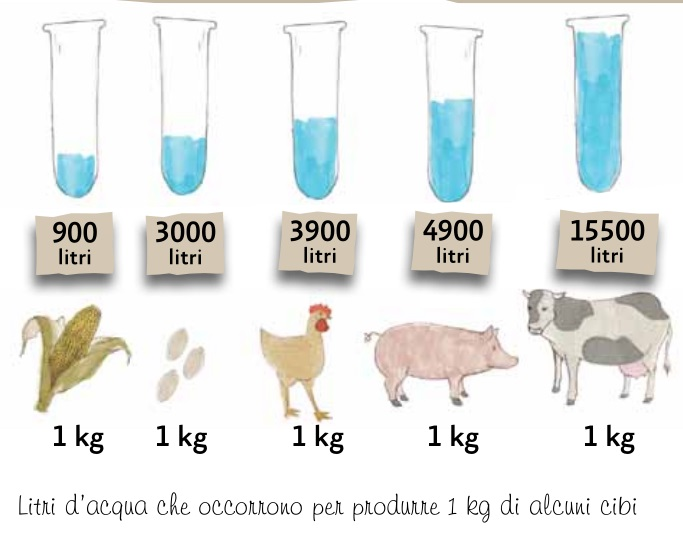 900
litri
3000
litri
3900
litri
4900
litri
15500
litri
1 kg
1 kg
1 kg
1 kg
1 kg
Litri d'acqua che occorrono per produrre 1 kg di alcuni cibi